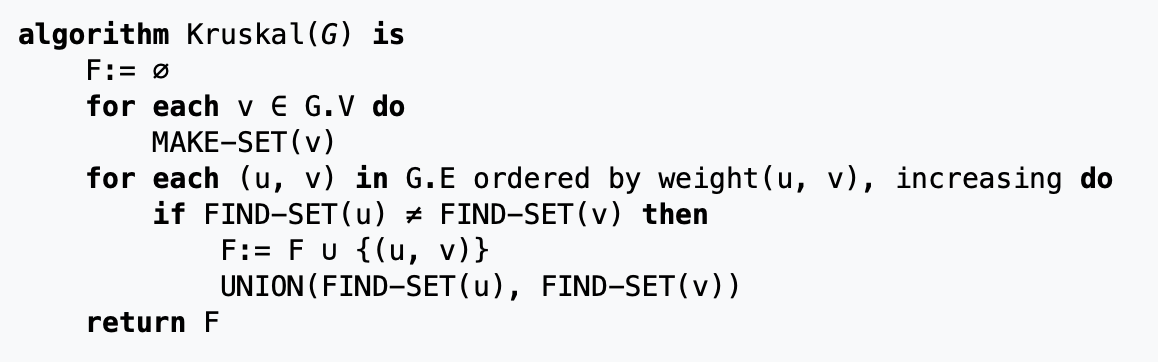 algorithm Kruskal(G) is
    F:= ∅
    for each v ∈ G.V do
        MAKE-SET(v)
    for each (u, v) in G.E ordered by weight(u, v), increasing do
        if FIND-SET(u) ≠ FIND-SET(v) then
            F:= F ∪ {(u, v)}
            UNION(FIND-SET(u), FIND-SET(v))
    return F